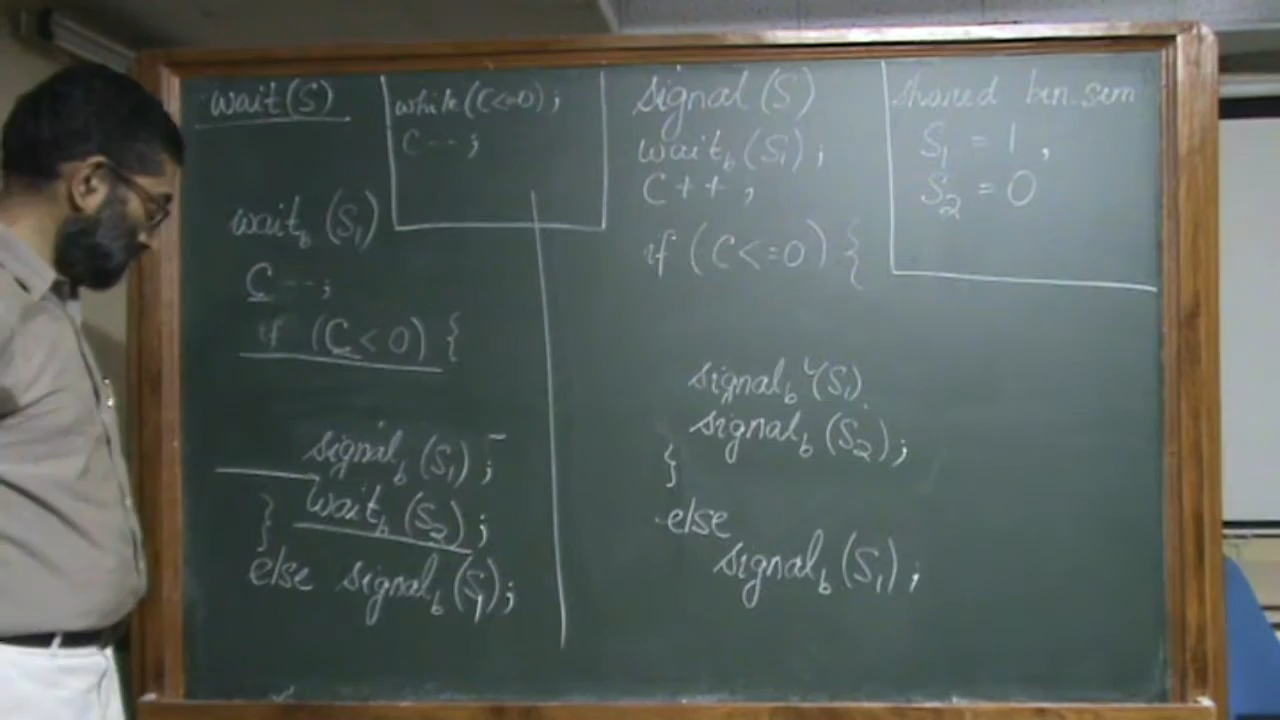 wait(S)
while(C<=0);
C--;
wait_b(S_1)
C--;
if (C<0) {
signal_b(S_1);
wait_b(S_2);
}
else signal_b(S_1);
signal(S)
wait_b(S_1);
C++,
if (C<=0) {
signal_b(S_1)
signal_b(S_2);
}
else
signal_b(S_1);
shared bin. sem
S_1 = 1,
S_2 = 0